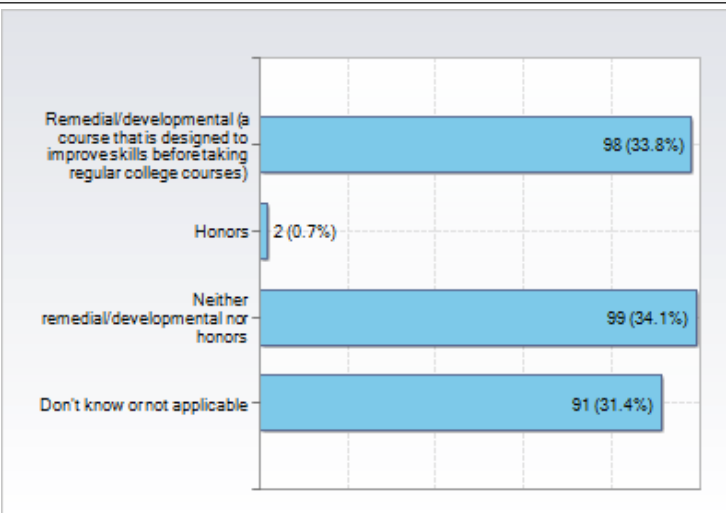 Remedial/developmental (a
course that is designed to
improve skills before taking
regular college courses)
98 (33.8%)
Honors
2 (0.7%)
Neither
remedial/developmental nor
honors
99 (34.1%)
Don't know or not applicable
91 (31.4%)